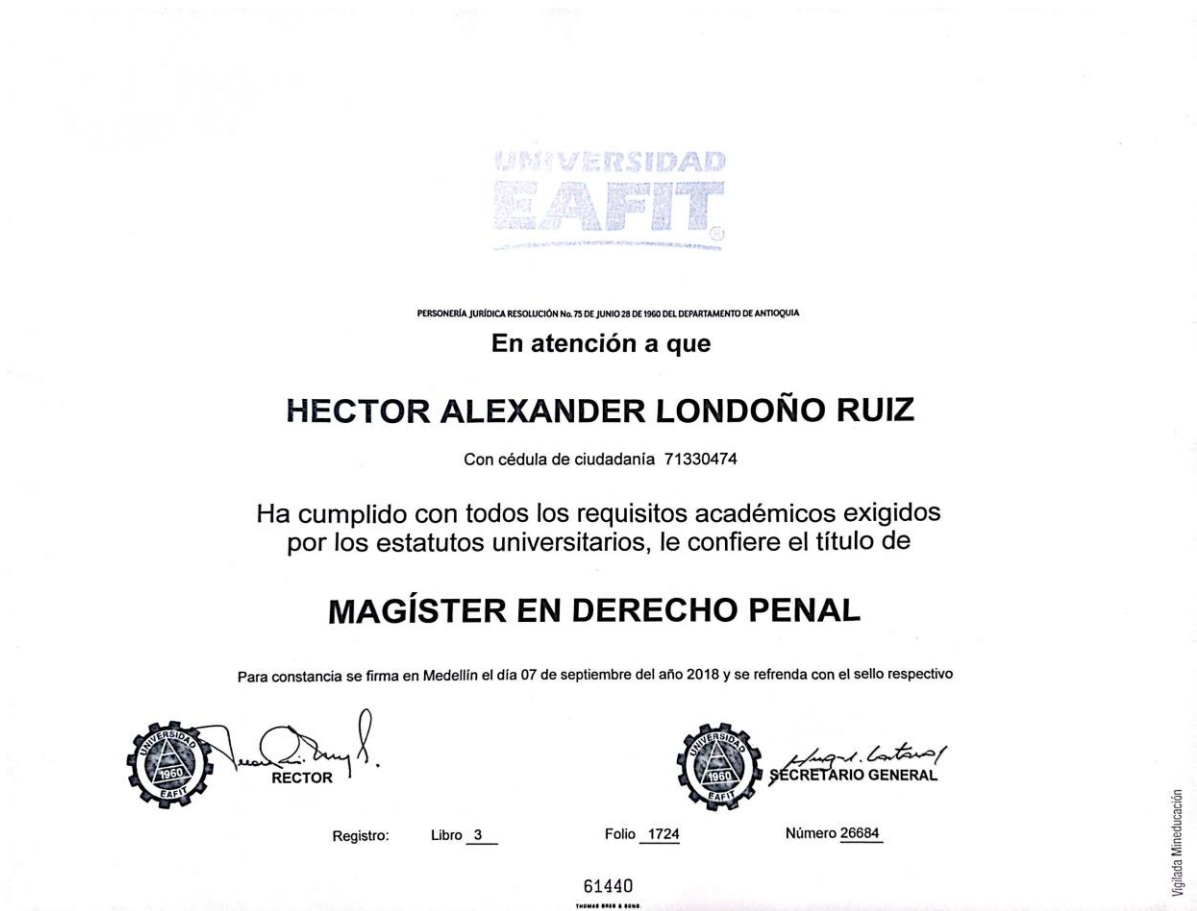 UNIVERSIDAD
EAFIT®
PERSONERÍA JURÍDICA RESOLUCIÓN No. 75 DE JUNIO 28 DE 1960 DEL DEPARTAMENTO DE ANTIOQUIA
En atención a que
HECTOR ALEXANDER LONDOÑO RUIZ
Con cédula de ciudadanía 71330474
Ha cumplido con todos los requisitos académicos exigidos
por los estatutos universitarios, le confiere el título de
MAGÍSTER EN DERECHO PENAL
Para constancia se firma en Medellín el día 07 de septiembre del año 2018 y se refrenda con el sello respectivo
UNIVERSIDAD
1960
EAFIT
RECTOR
UNIVERSIDAD
1960
EAFIT
SECRETARIO GENERAL
Registro: Libro 3 Folio 1724 Número 26684
61440
THOMAS GREG & SONS
Vigilada Mineducación